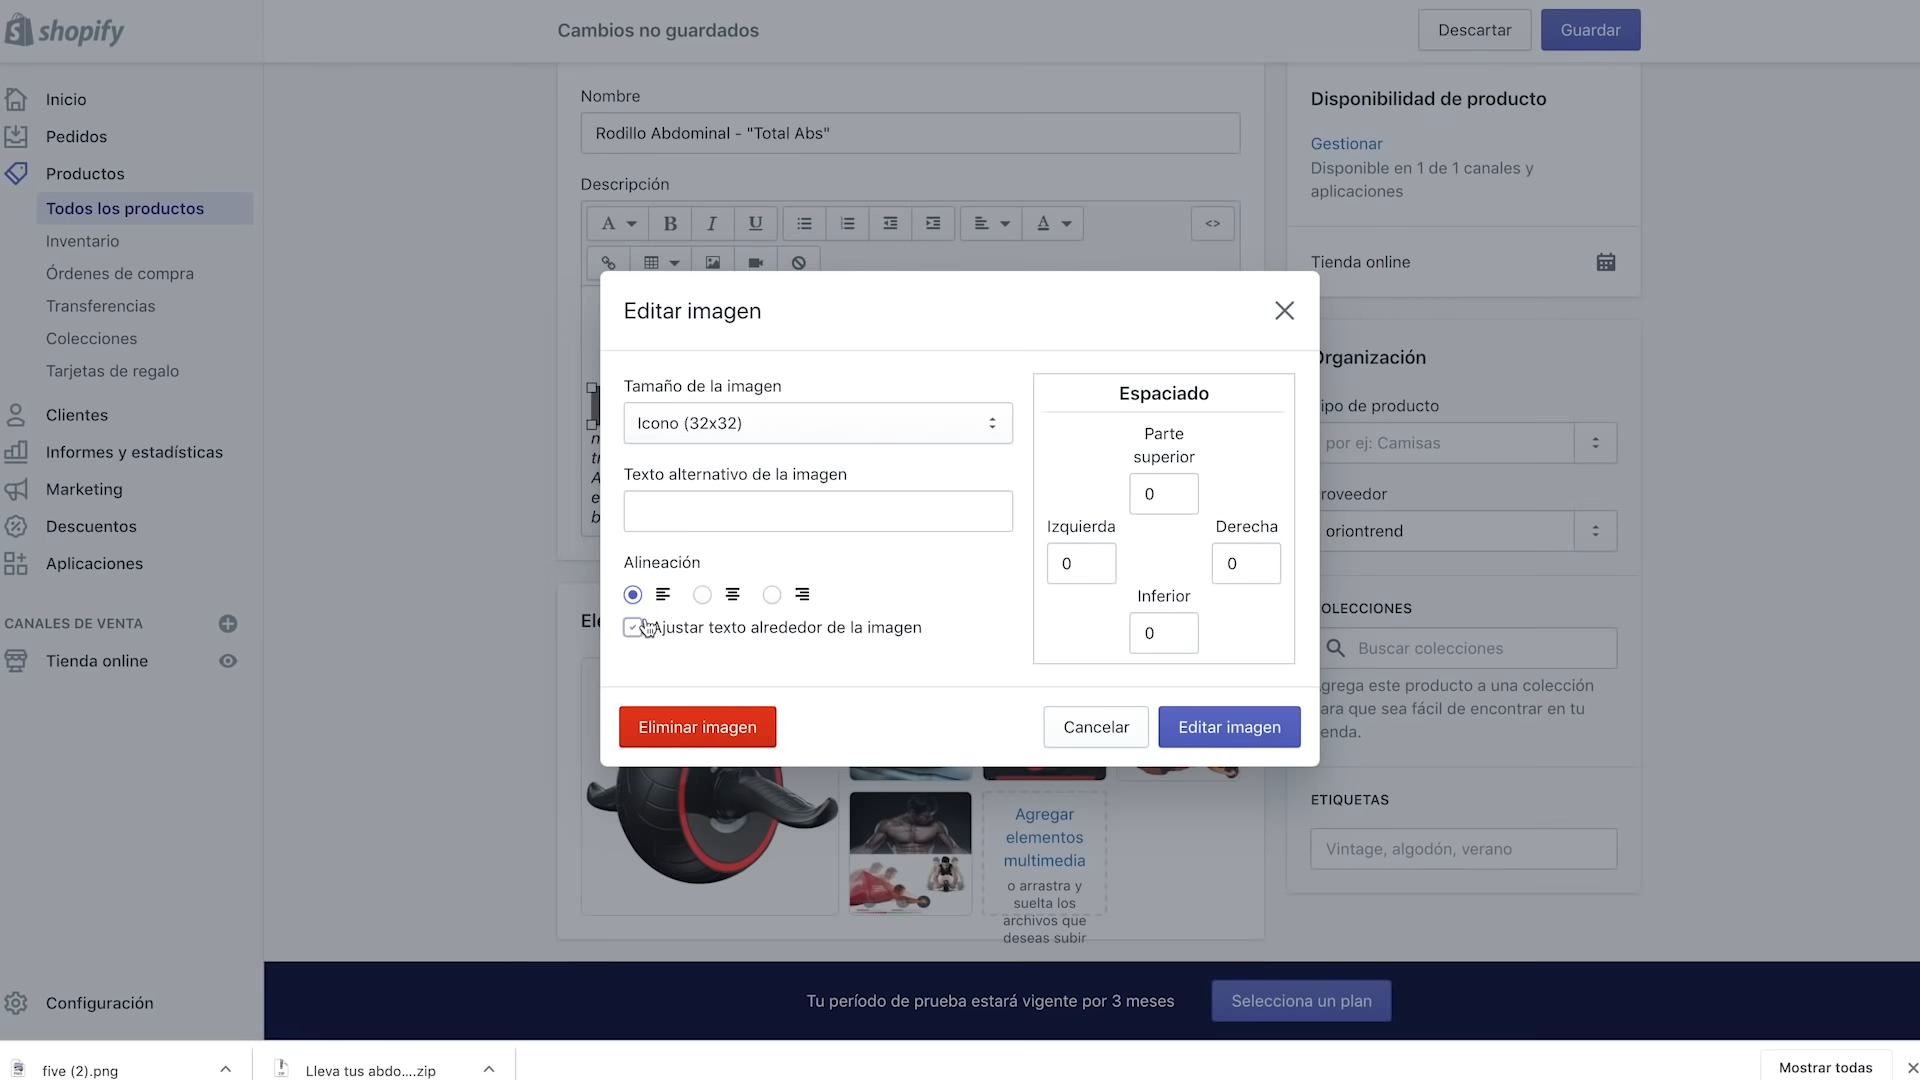 shopify
Cambios no guardados
Descartar
Guardar
Inicio
Pedidos
Productos
Todos los productos
Inventario
Órdenes de compra
Transferencias
Colecciones
Tarjetas de regalo
Clientes
Informes y estadísticas
Marketing
Descuentos
Aplicaciones
CANALES DE VENTA
Tienda online
Configuración
Nombre
Rodillo Abdominal - "Total Abs"
Descripción
A
B
I
U
A
<>
Editar imagen
Tamaño de la imagen
Icono (32x32)
Texto alternativo de la imagen
Alineación
Ajustar texto alrededor de la imagen
Espaciado
Parte
superior
0
Izquierda
Derecha
0
0
Inferior
0
Eliminar imagen
Cancelar
Editar imagen
Agregar
elementos
multimedia
o arrastra y
suelta los
archivos que
deseas subir
Disponibilidad de producto
Gestionar
Disponible en 1 de 1 canales y
aplicaciones
Tienda online
Organización
ipo de producto
por ej: Camisas
roveedor
oriontrend
OLECCIONES
Buscar colecciones
grega este producto a una colección
ara que sea fácil de encontrar en tu
enda.
ETIQUETAS
Vintage, algodón, verano
Tu período de prueba estará vigente por 3 meses
Selecciona un plan
five (2).png
Lleva tus abdo....zip
Mostrar todas